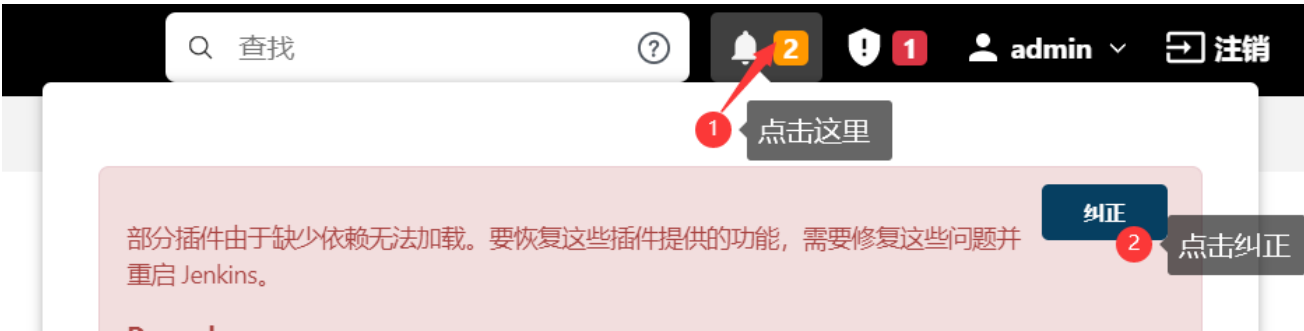 查找 2 1 admin 注销
1 点击这里
纠正
部分插件由于缺少依赖无法加载。要恢复这些插件提供的功能，需要修复这些问题并
2 点击纠正
重启 Jenkins。